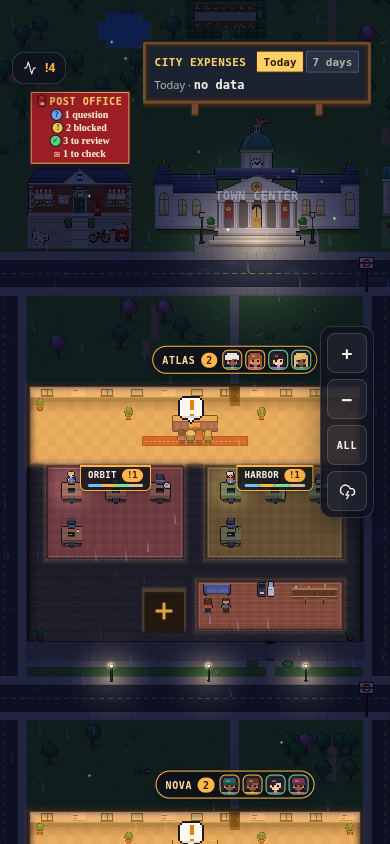 CITY EXPENSES Today 7 days
Today · no data
!4
POST OFFICE
? 1 question
! 2 blocked
✓ 3 to review
✉ 1 to check
TOWN CENTER
ATLAS 2
+
−
ALL
!
ORBIT !1
HARBOR !1
+
NOVA 2
!